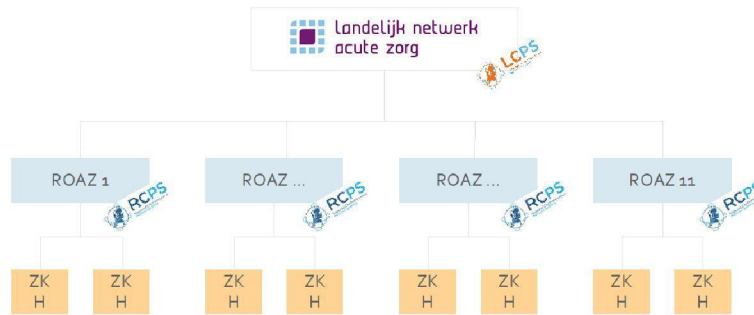 landelijk netwerk
acute zorg
LCPS
ROAZ 1
ROAZ ...
ROAZ ...
ROAZ 11
RCPS
RCPS
RCPS
RCPS
ZK
H
ZK
H
ZK
H
ZK
H
ZK
H
ZK
H
ZK
H
ZK
H